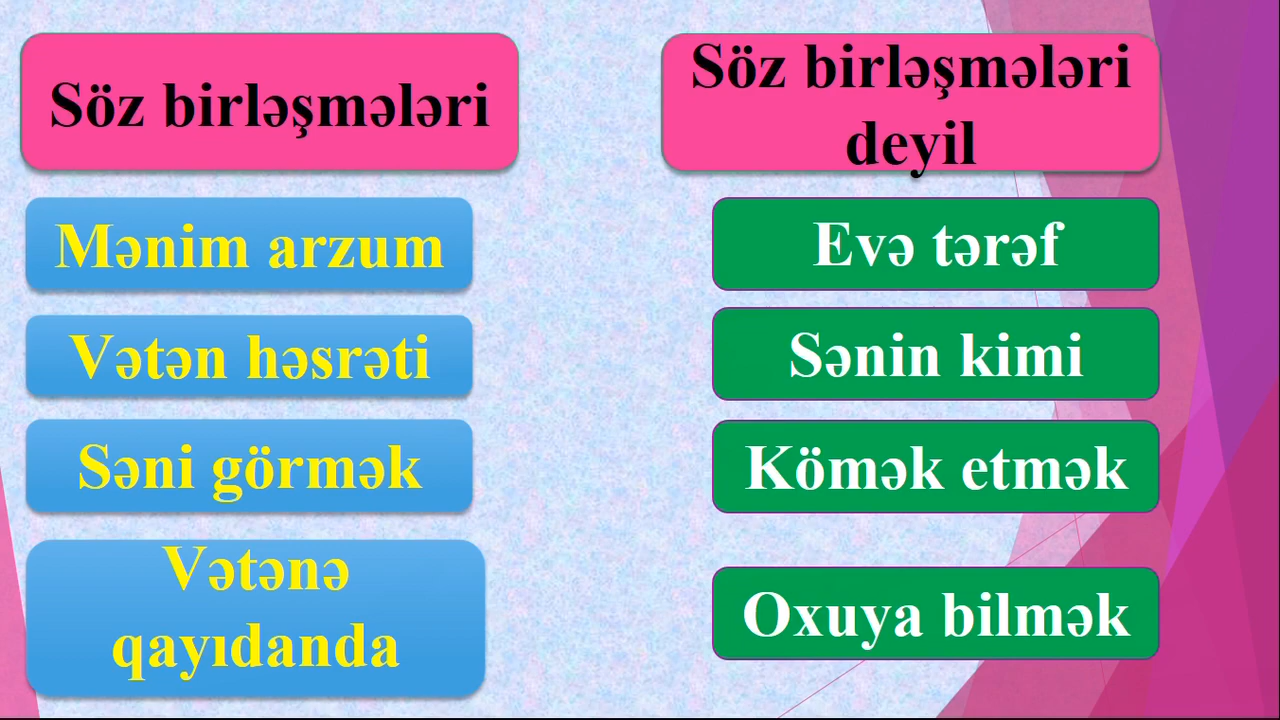 Söz birləşmələri
Mənim arzum
Vətən həsrəti
Səni görmək
Vətənə
qayıdanda
Söz birləşmələri
deyil
Evə tərəf
Sənin kimi
Kömək etmək
Oxuya bilmək